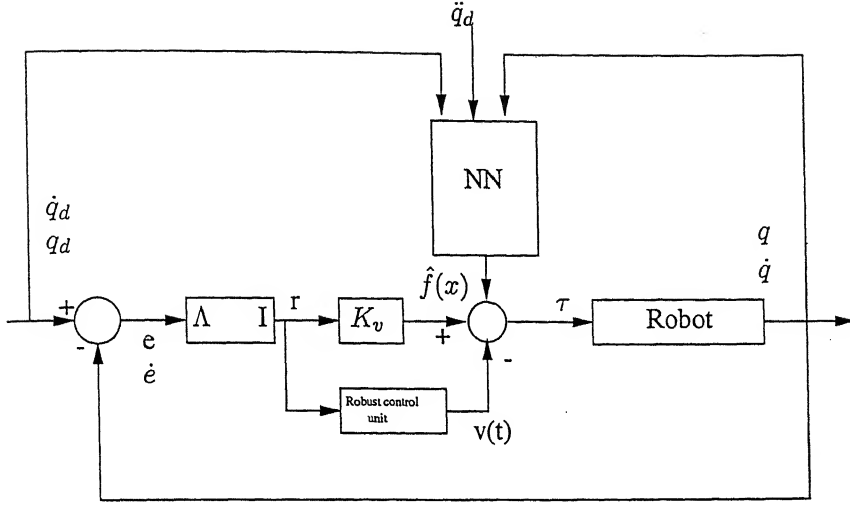 q̈_d
NN
q̇_d
q_d
q
q̇
f̂(x)
r
τ
+
Λ I
K_v
+
Robot
-
e
ė
-
Robust control
unit
v(t)